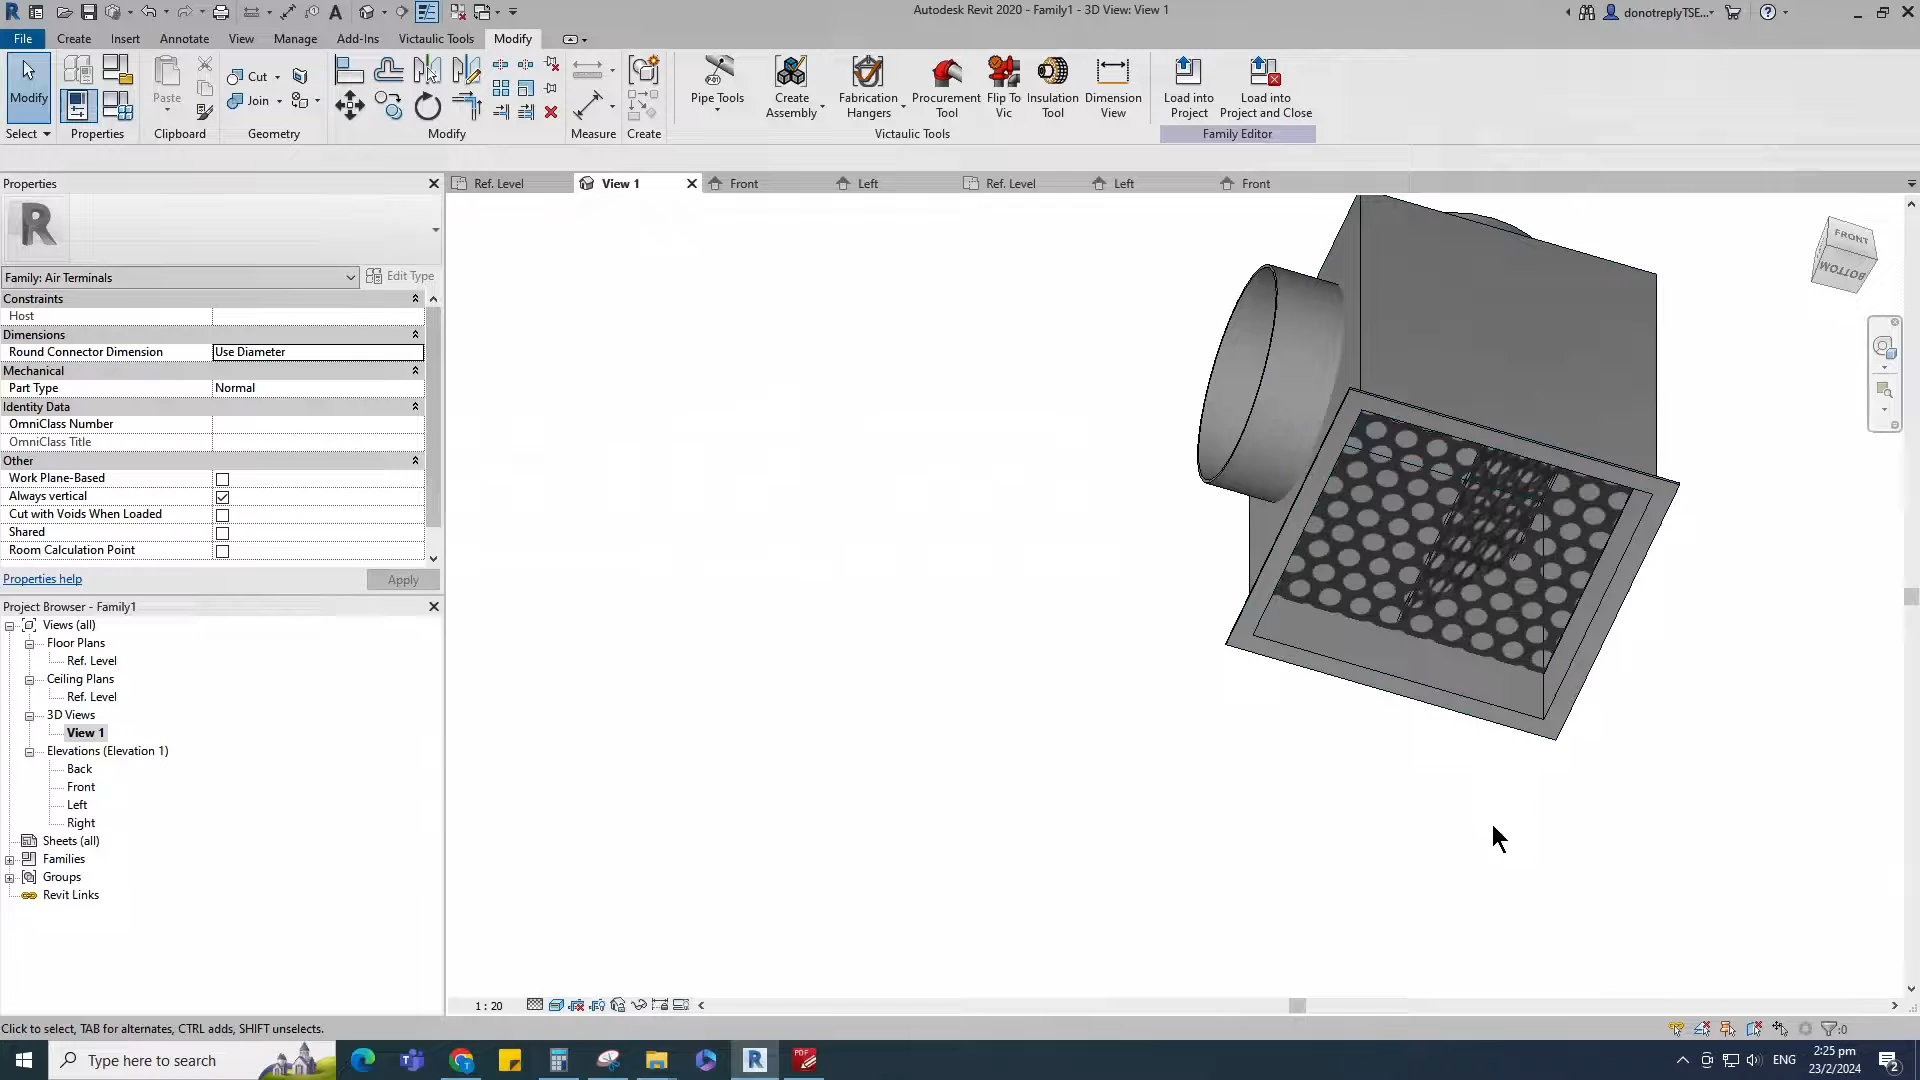 Autodesk Revit 2020 - Family1 - 3D View: View 1
donotreplyTSE...
File Create Insert Annotate View Manage Add-Ins Victaulic Tools Modify
Modify
Select
Properties
Paste
Clipboard
Cut
Join
Geometry
Modify
Measure
Create
Pipe Tools
Create Assembly
Fabrication Hangers
Procurement Tool
Flip To Vic
Insulation Tool
Dimension View
Victaulic Tools
Load into Project
Load into Project and Close
Family Editor
Properties
Ref. Level View 1 Front Left Ref. Level Left Front
R
Family: Air Terminals
Edit Type
Constraints
Host
Dimensions
Round Connector Dimension Use Diameter
Mechanical
Part Type Normal
Identity Data
OmniClass Number
OmniClass Title
Other
Work Plane-Based
Always vertical
Cut with Voids When Loaded
Shared
Room Calculation Point
Properties help
Apply
Project Browser - Family1
Views (all)
Floor Plans
Ref. Level
Ceiling Plans
Ref. Level
3D Views
View 1
Elevations (Elevation 1)
Back
Front
Left
Right
Sheets (all)
Families
Groups
Revit Links
FRONT
BOTTOM
1 : 20
Click to select, TAB for alternates, CTRL adds, SHIFT unselects.
:0
Type here to search
ENG
2:25 pm
23/2/2024
2